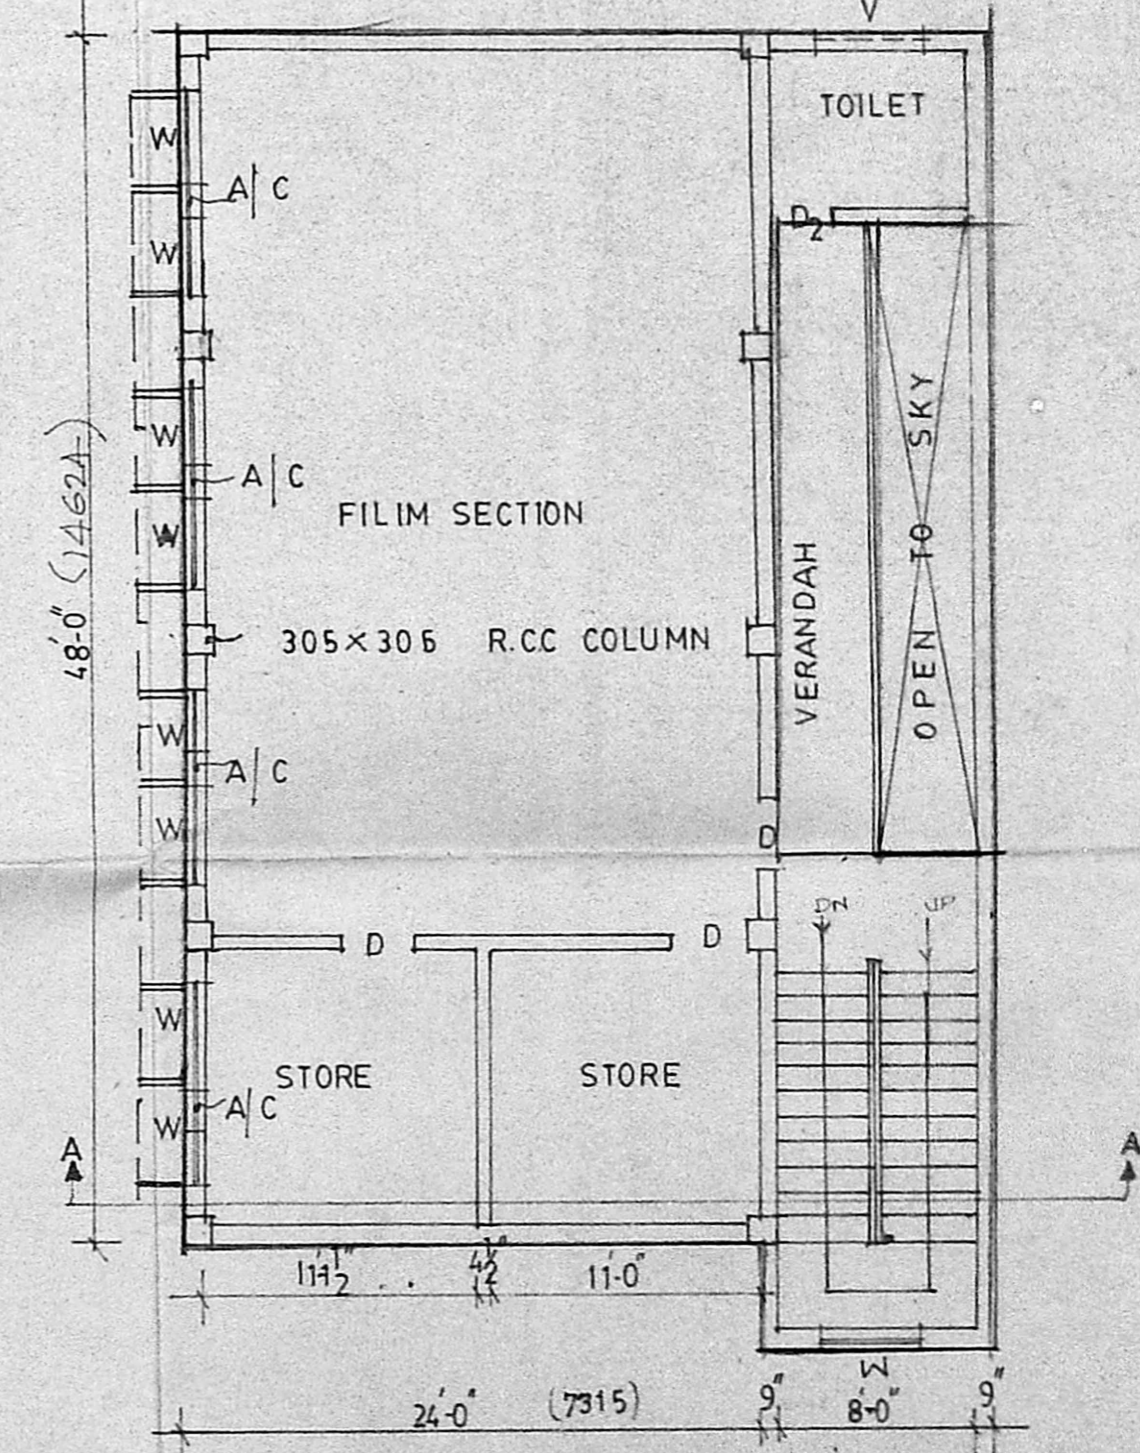 V
TOILET
W
A/C
W
D2
W
A/C
W
FILIM SECTION
305×305 R.C.C COLUMN
VERANDAH
OPEN TO SKY
48'-0" (14624)
W
A/C
W
D
DN
UP
D
D
W
STORE
STORE
A/C
W
A
A
11'-1½"
4½"
11'-0"
W
24'-0" (7315)
9"
8'-0"
9"